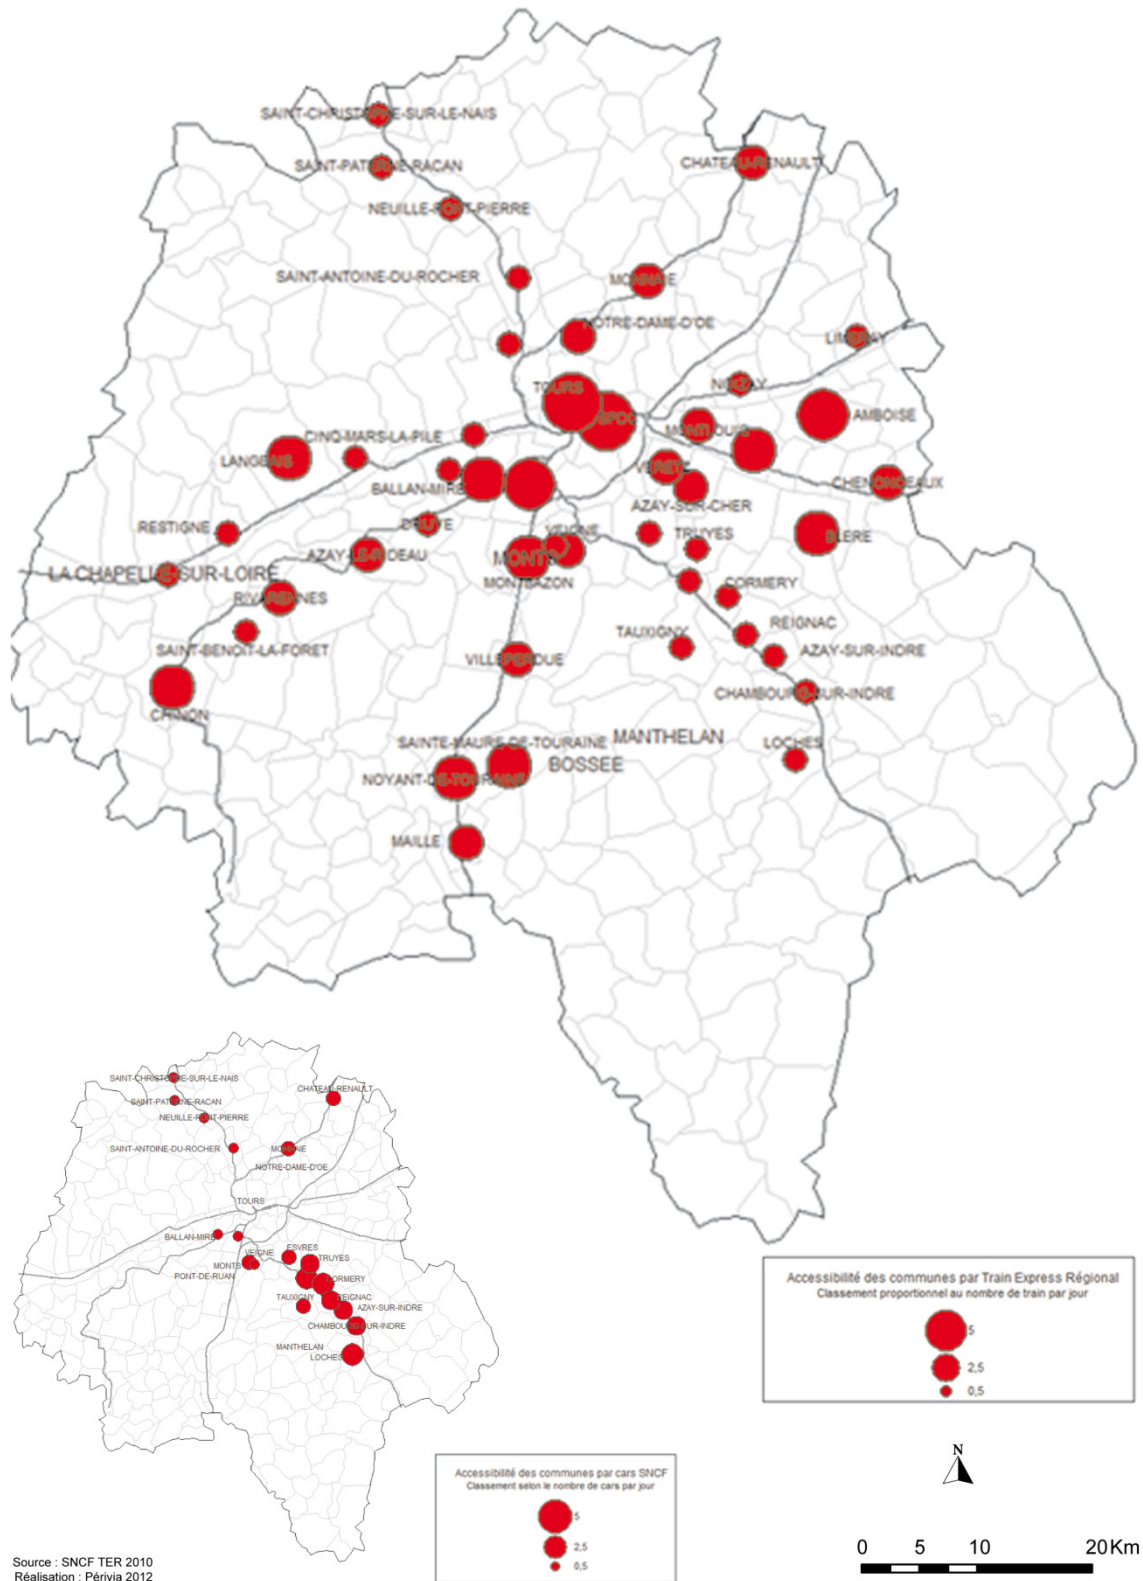 SAINT-CHRISTOPHE-SUR-LE-NAIS
SAINT-PATERNE-RACAN
CHATEAU-RENAULT
NEUILLE-PONT-PIERRE
SAINT-ANTOINE-DU-ROCHER
MONNAIE
NOTRE-DAME-D'OE
LIMERAY
NOIZAY
TOURS
SPDC
AMBOISE
MONTLOUIS
CINQ-MARS-LA-PILE
LANGEAIS
VERETZ
CHENONCEAUX
BALLAN-MIRE
AZAY-SUR-CHER
RESTIGNE
DRUYE
TRUYES
BLERE
VEIGNE
AZAY-LE-RIDEAU
MONTS
LA CHAPELLE-SUR-LOIRE
MONTBAZON
CORMERY
RIVARENNES
REIGNAC
TAUXIGNY
SAINT-BENOIT-LA-FORET
AZAY-SUR-INDRE
VILLEPERDUE
CHAMBOURG-SUR-INDRE
CHINON
MANTHELAN
SAINTE-MAURE-DE-TOURAINE
LOCHES
BOSSEE
NOYANT-DE-TOURAINE
MAILLE
SAINT-CHRISTOPHE-SUR-LE-NAIS
CHATEAU-RENAULT
SAINT-PATERNE-RACAN
NEUILLE-PONT-PIERRE
SAINT-ANTOINE-DU-ROCHER
MONNAIE
NOTRE-DAME-D'OE
TOURS
BALLAN-MIRE
ESVRES
VEIGNE
TRUYES
MONTS
PONT-DE-RUAN
CORMERY
TAUXIGNY
REIGNAC
AZAY-SUR-INDRE
CHAMBOURG-SUR-INDRE
MANTHELAN
LOCHES
Accessibilité des communes par Train Express Régional
Classement proportionnel au nombre de train par jour
5
2,5
0,5
Accessibilité des communes par cars SNCF
Classement selon le nombre de cars par jour
5
2,5
0,5
N
0 5 10 20 Km
Source : SNCF TER 2010
Réalisation : Périvia 2012